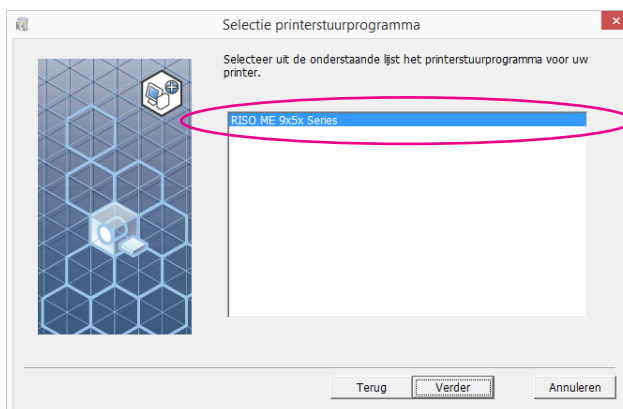 Selectie printerstuurprogramma
Selecteer uit de onderstaande lijst het printerstuurprogramma voor uw
printer.
RISO ME 9x5x Series
Terug
Verder
Annuleren